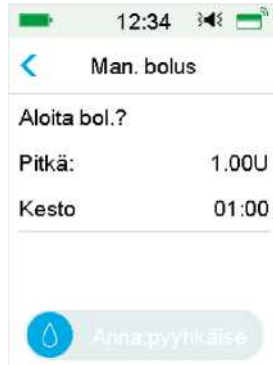 12:34
Man. bolus
Aloita bol.?
Pitkä: 1.00U
Kesto 01:00
Anna:pyyhkäise